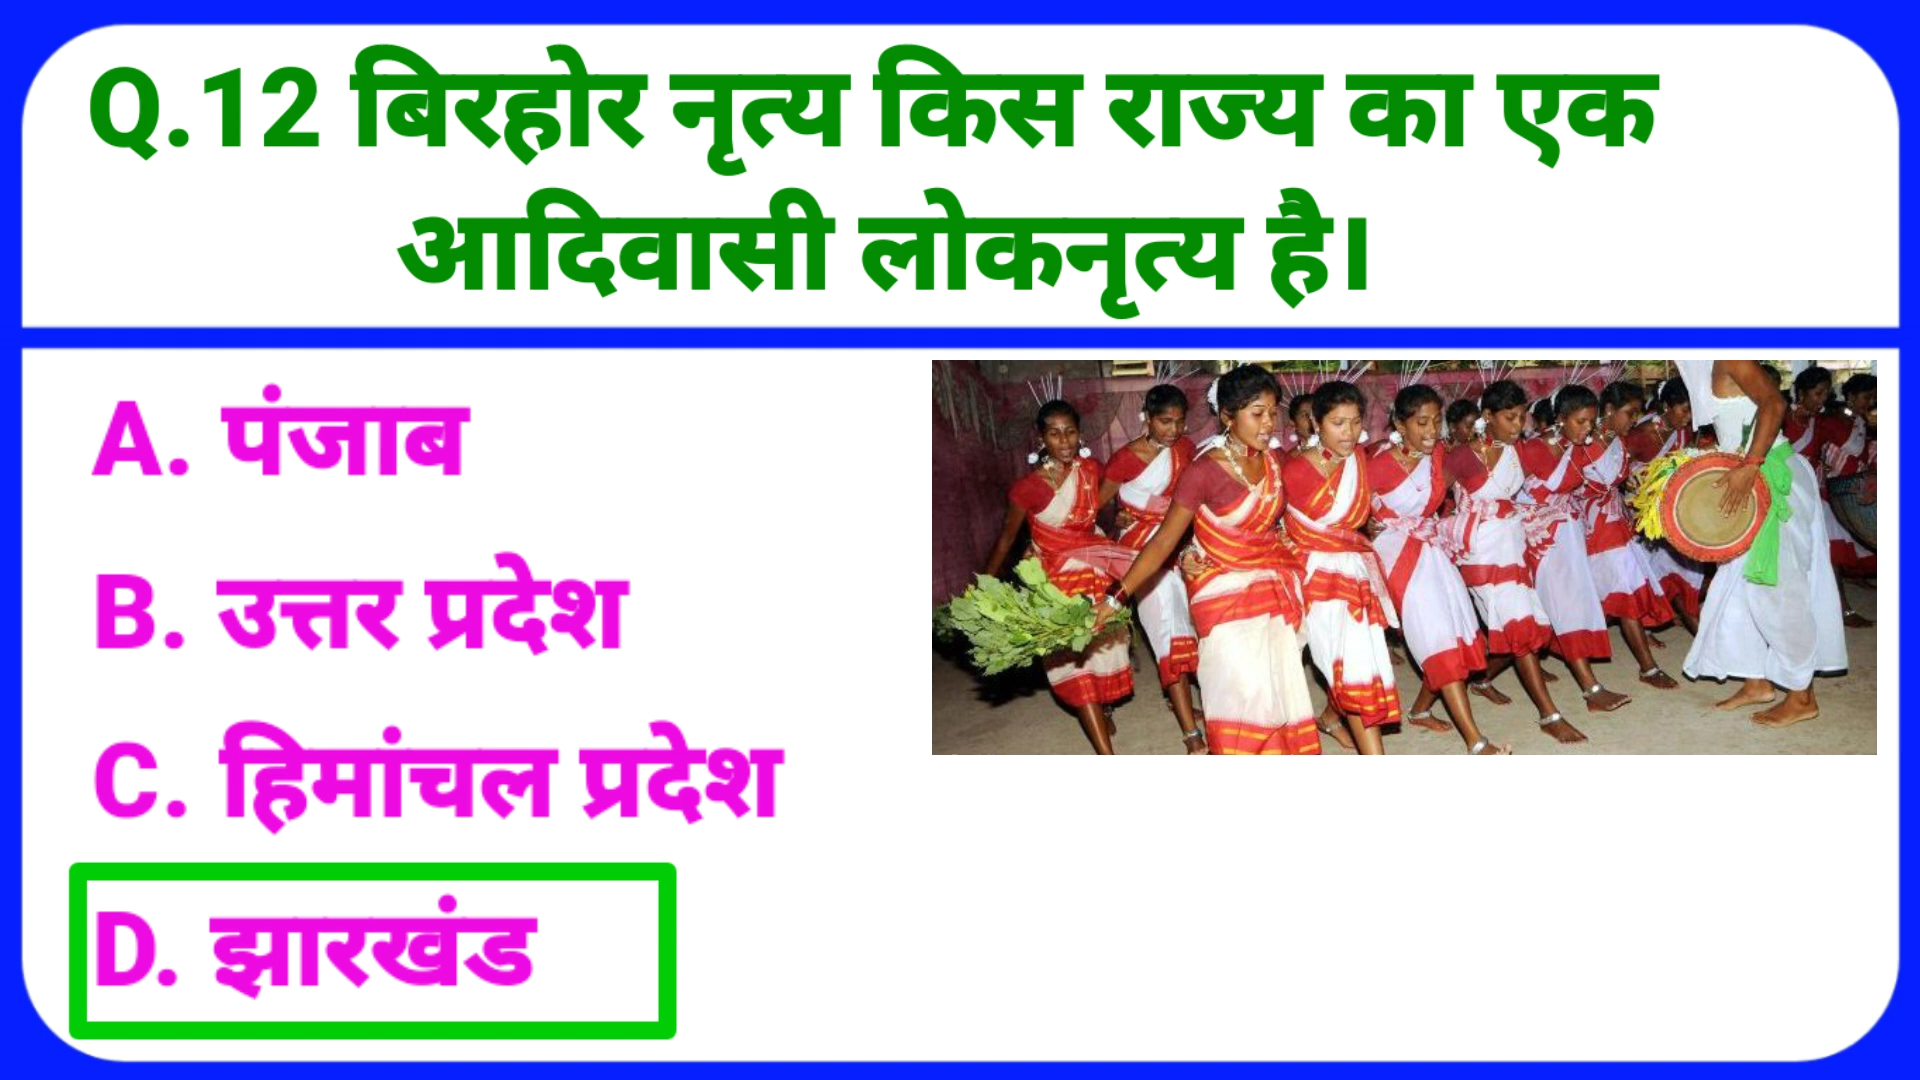 Q.12 बिरहोर नृत्य किस राज्य का एक
आदिवासी लोकनृत्य है।
A. पंजाब
B. उत्तर प्रदेश
C. हिमांचल प्रदेश
D. झारखंड